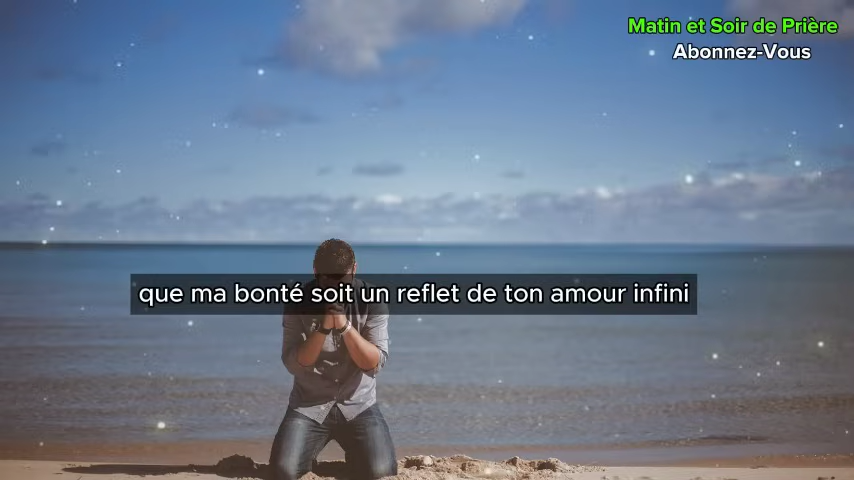 Matin et Soir de Prière
Abonnez-Vous
que ma bonté soit un reflet de ton amour infini